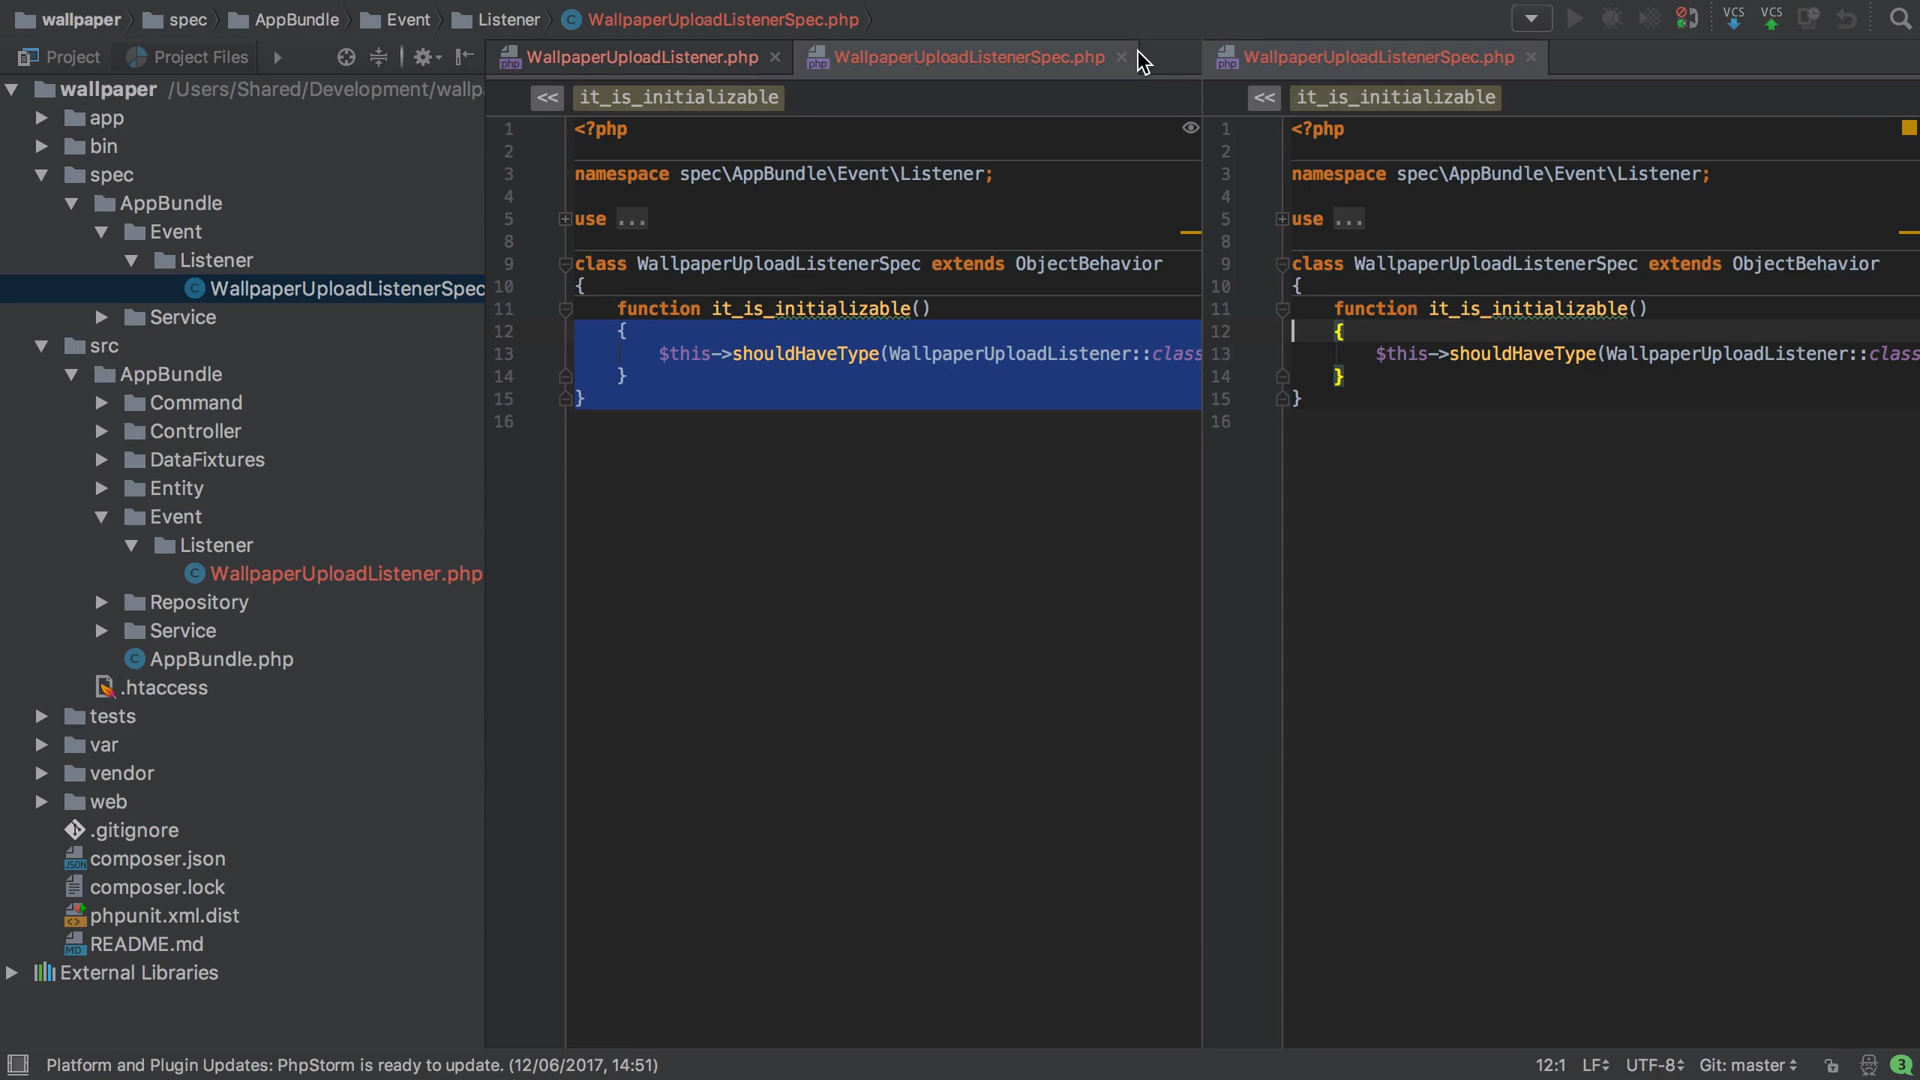 wallpaper spec AppBundle Event Listener WallpaperUploadListenerSpec.php
VCS VCS
Project Project Files
WallpaperUploadListener.php WallpaperUploadListenerSpec.php WallpaperUploadListenerSpec.php
wallpaper /Users/Shared/Development/wallp
app
bin
spec
AppBundle
Event
Listener
WallpaperUploadListenerSpec
Service
src
AppBundle
Command
Controller
DataFixtures
Entity
Event
Listener
WallpaperUploadListener.php
Repository
Service
AppBundle.php
.htaccess
tests
var
vendor
web
.gitignore
composer.json
composer.lock
phpunit.xml.dist
README.md
External Libraries
<< it_is_initializable
1 <?php
2
3 namespace spec\AppBundle\Event\Listener;
4
5 use ...
8
9 class WallpaperUploadListenerSpec extends ObjectBehavior
10 {
11 function it_is_initializable()
12 {
13 $this->shouldHaveType(WallpaperUploadListener::class
14 }
15 }
16
<< it_is_initializable
1 <?php
2
3 namespace spec\AppBundle\Event\Listener;
4
5 use ...
8
9 class WallpaperUploadListenerSpec extends ObjectBehavior
10 {
11 function it_is_initializable()
12 {
13 $this->shouldHaveType(WallpaperUploadListener::class
14 }
15 }
16
Platform and Plugin Updates: PhpStorm is ready to update. (12/06/2017, 14:51) 12:1 LF UTF-8 Git: master 3